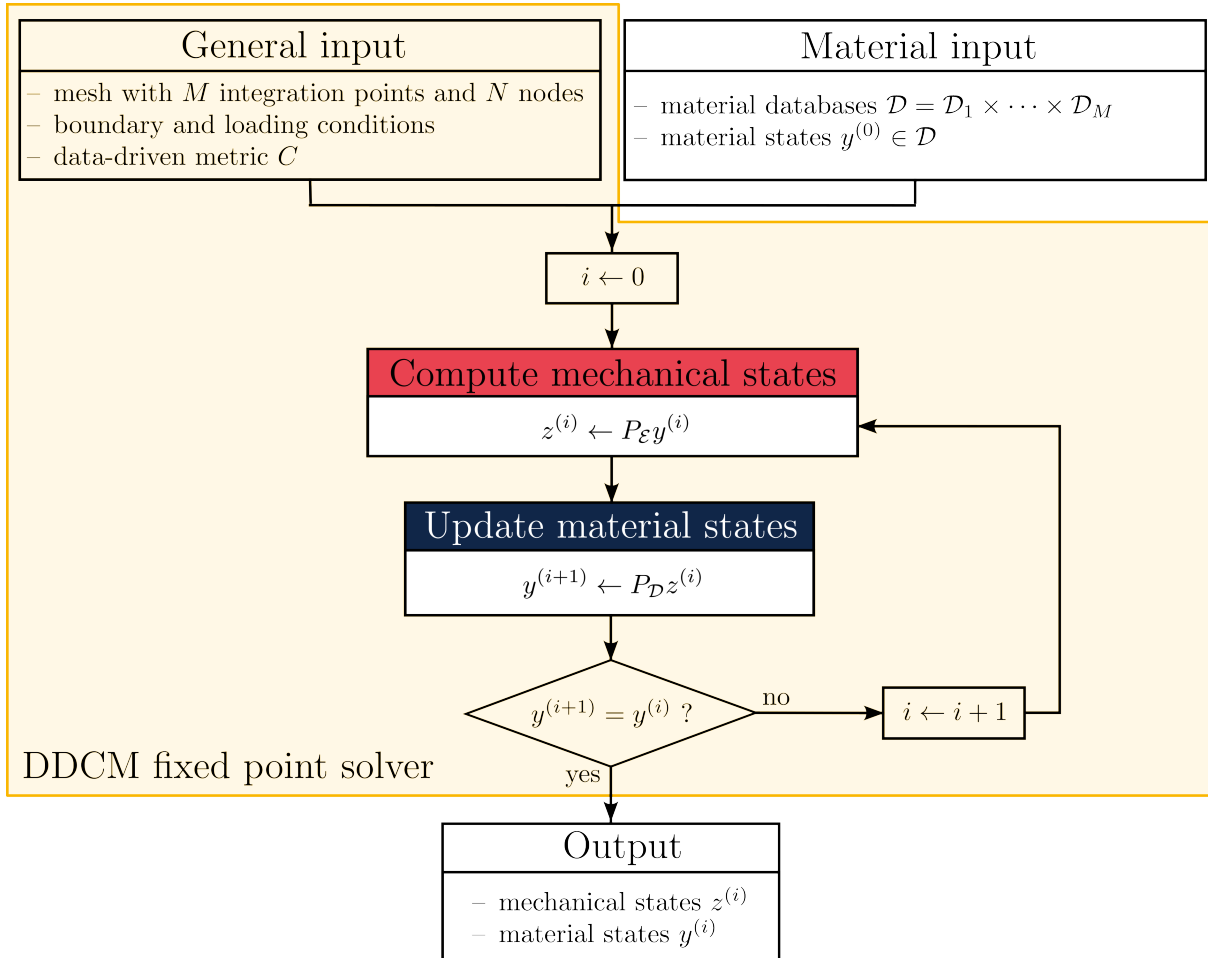 General input
– mesh with M integration points and N nodes
– boundary and loading conditions
– data-driven metric C
Material input
– material databases 𝒟 = 𝒟₁ × ⋯ × 𝒟_M
– material states y⁽⁰⁾ ∈ 𝒟
i ← 0
Compute mechanical states
z⁽ⁱ⁾ ← P_ℰ y⁽ⁱ⁾
Update material states
y⁽ⁱ⁺¹⁾ ← P_𝒟 z⁽ⁱ⁾
y⁽ⁱ⁺¹⁾ = y⁽ⁱ⁾ ?
no
i ← i + 1
yes
DDCM fixed point solver
Output
– mechanical states z⁽ⁱ⁾
– material states y⁽ⁱ⁾